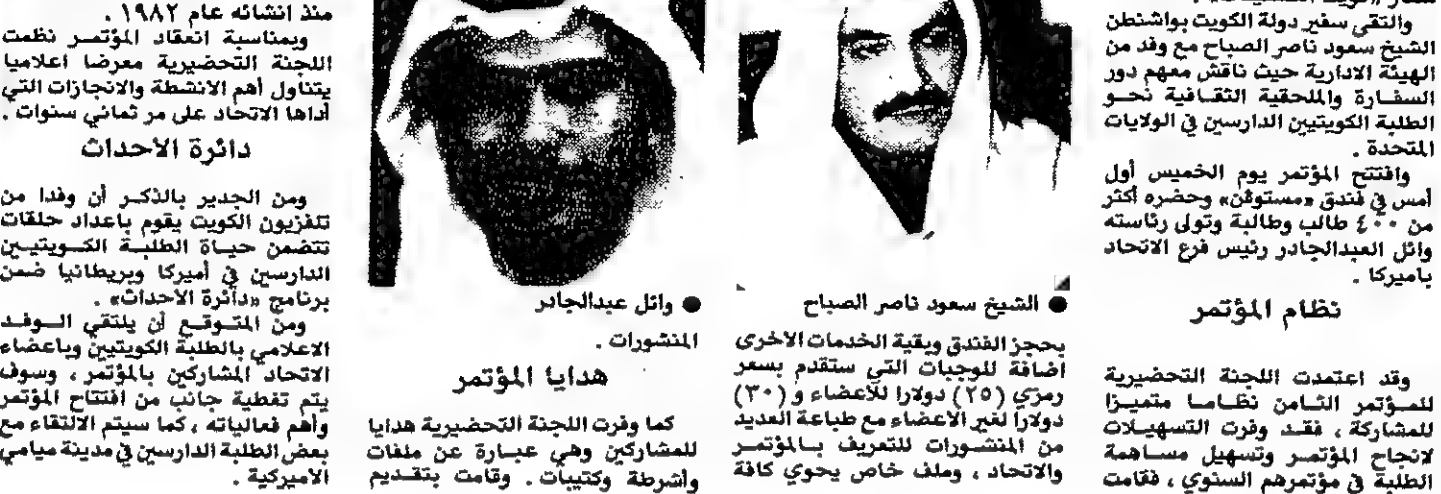 والتقى سفير دولة الكويت بواشنطن
الشيخ سعود ناصر الصباح مع وفد من
الهيئة الادارية حيث ناقش معهم دور
السفارة والملحقية الثقافية نحو
الطلبة الكويتيين الدارسين في الولايات
المتحدة .
وافتتح المؤتمر يوم الخميس أول
أمس في فندق «مستوفن» وحضره أكثر
من ٤٠٠ طالب وطالبة وتولى رئاسته
وائل العبدالجادر رئيس فرع الاتحاد
باميركا .
نظام المؤتمر
وقد اعتمدت اللجنة التحضيرية
للمؤتمر الثامن نظاما متميزا
للمشاركة ، فقد وفرت التسهيلات
لانجاح المؤتمر وتسهيل مساهمة
الطلبة في مؤتمرهم السنوي ، فقامت
● الشيخ سعود ناصر الصباح
بحجز الفندق وبقية الخدمات الاخرى
اضافة للوجبات التي ستقدم بسعر
رمزي (٢٥) دولارا للأعضاء و (٣٠)
دولارا لغير الاعضاء مع طباعة العديد
من المنشورات للتعريف بالمؤتمر
والاتحاد ، وملف خاص يحوي كافة
● وائل عبدالجادر
المنشورات .
هدايا المؤتمر
كما وفرت اللجنة التحضيرية هدايا
للمشاركين وهي عبارة عن ملفات
وأشرطة وكتيبات . وقامت بتقديم
منذ انشائه عام ١٩٨٢ .
وبمناسبة انعقاد المؤتمر نظمت
اللجنة التحضيرية معرضا اعلاميا
يتناول أهم الانشطة والانجازات التي
أداها الاتحاد على مر ثماني سنوات .
دائرة الاحداث
ومن الجدير بالذكر أن وفدا من
تلفزيون الكويت يقوم باعداد حلقات
تتضمن حياة الطلبة الكويتيين
الدارسين في أميركا وبريطانيا ضمن
برنامج «دائرة الاحداث» .
ومن المتوقع أن يلتقي الوفد
الاعلامي بالطلبة الكويتيين وباعضاء
الاتحاد المشاركين بالمؤتمر ، وسوف
يتم تغطية جانب من افتتاح المؤتمر
وأهم فعالياته ، كما سيتم الالتقاء مع
بعض الطلبة الدارسين في مدينة ميامي
الاميركية .